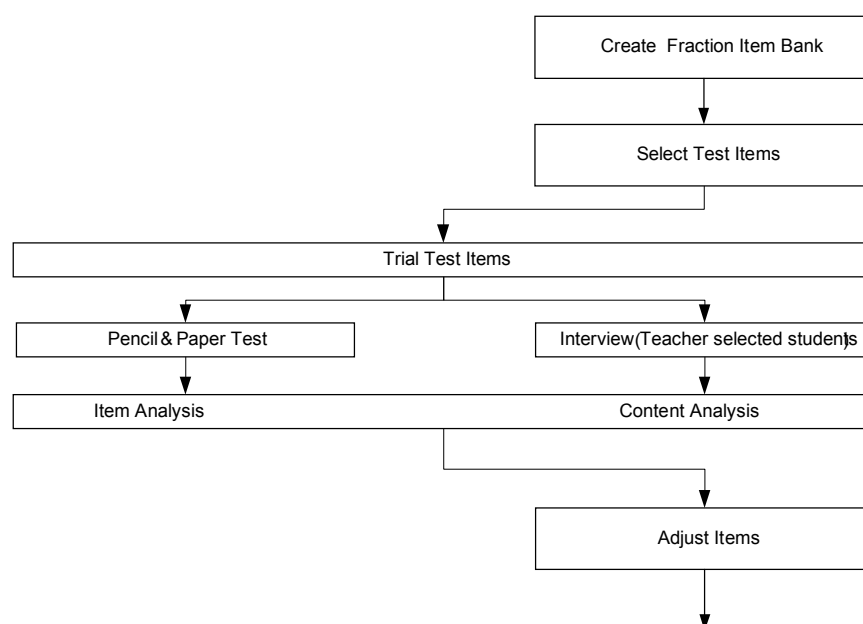 Create Fraction Item Bank
Select Test Items
Trial Test Items
Pencil & Paper Test
Interview (Teacher selected students)
Item Analysis
Content Analysis
Adjust Items